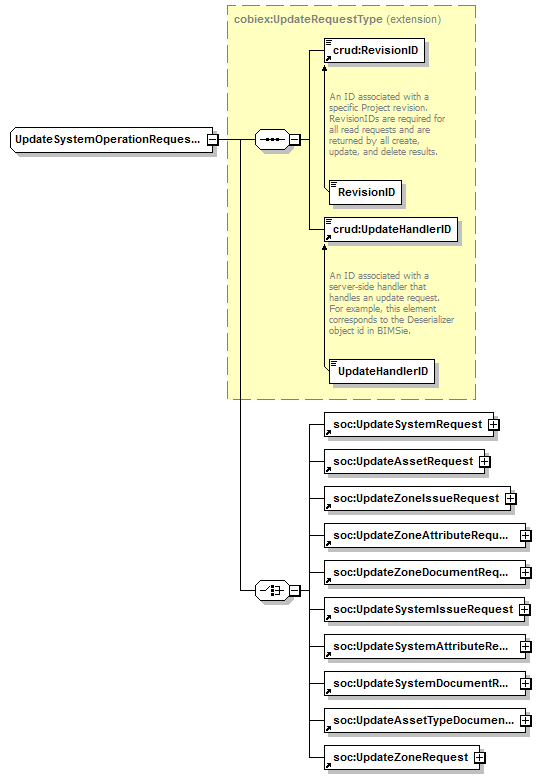 cobiex:UpdateRequestType (extension)
crud:RevisionID
An ID associated with a
specific Project revision.
RevisionIDs are required for
all read requests and are
returned by all create,
update, and delete results.
UpdateSystemOperationReques...
RevisionID
crud:UpdateHandlerID
An ID associated with a
server-side handler that
handles an update request.
For example, this element
corresponds to the Deserializer
object id in BIMSie.
UpdateHandlerID
soc:UpdateSystemRequest
soc:UpdateAssetRequest
soc:UpdateZoneIssueRequest
soc:UpdateZoneAttributeRequ...
soc:UpdateZoneDocumentReq...
soc:UpdateSystemIssueRequest
soc:UpdateSystemAttributeRe...
soc:UpdateSystemDocumentR...
soc:UpdateAssetTypeDocumen...
soc:UpdateZoneRequest